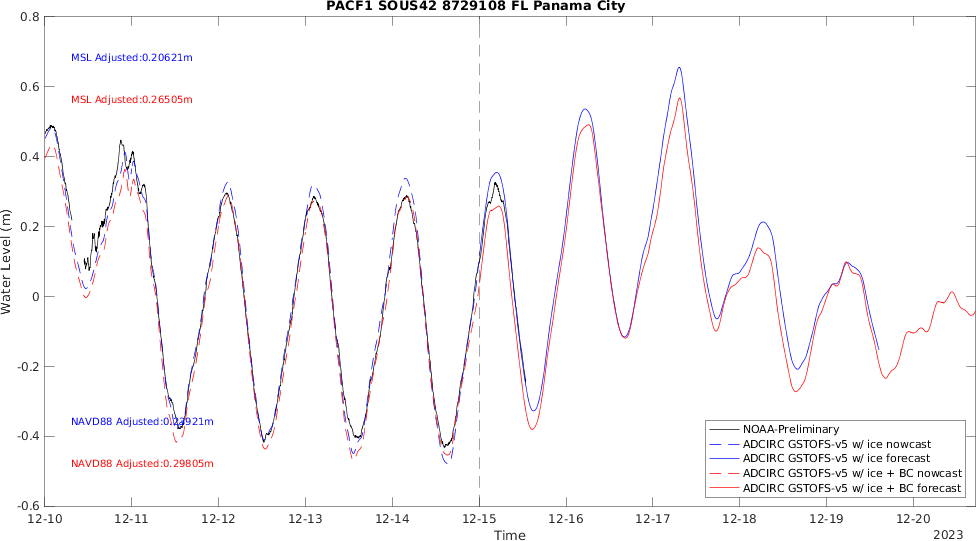 PACF1 SOUS42 8729108 FL Panama City
0.8
MSL Adjusted:0.20621m
0.6
MSL Adjusted:0.26505m
0.4
0.2
Water Level (m)
0
-0.2
NAVD88 Adjusted:0.23921m
-0.4
NAVD88 Adjusted:0.29805m
-0.6
NOAA-Preliminary
ADCIRC GSTOFS-v5 w/ ice nowcast
ADCIRC GSTOFS-v5 w/ ice forecast
ADCIRC GSTOFS-v5 w/ ice + BC nowcast
ADCIRC GSTOFS-v5 w/ ice + BC forecast
12-10 12-11 12-12 12-13 12-14 12-15 12-16 12-17 12-18 12-19 12-20
Time
2023